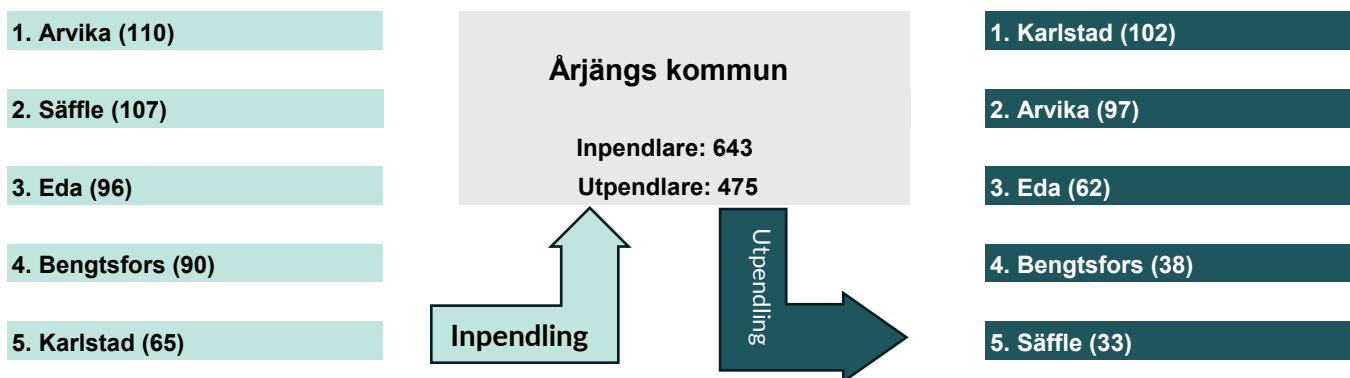 1. Arvika (110)
2. Säffle (107)
3. Eda (96)
4. Bengtsfors (90)
5. Karlstad (65)
Årjängs kommun
Inpendlare: 643
Utpendlare: 475
Inpendling
Utpendling
1. Karlstad (102)
2. Arvika (97)
3. Eda (62)
4. Bengtsfors (38)
5. Säffle (33)